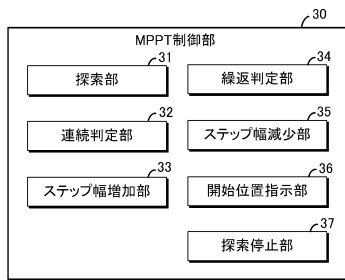 30
MPPT制御部
31
探索部
32
連続判定部
33
ステップ幅増加部
34
繰返判定部
35
ステップ幅減少部
36
開始位置指示部
37
探索停止部